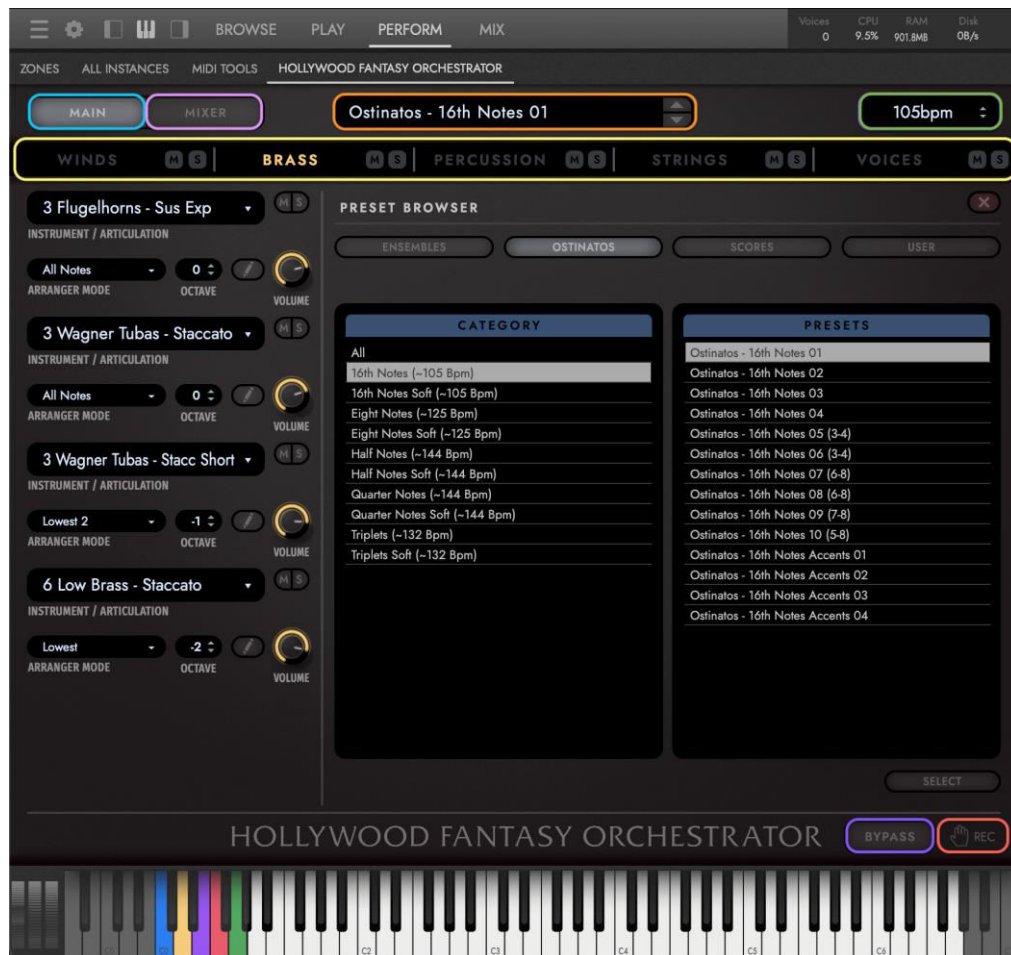 BROWSE PLAY PERFORM MIX
Voices CPU RAM Disk
0 9.5% 901.8MB 0B/s
ZONES ALL INSTANCES MIDI TOOLS HOLLYWOOD FANTASY ORCHESTRATOR
MAIN MIXER Ostinatos - 16th Notes 01 105bpm
WINDS M S BRASS M S PERCUSSION M S STRINGS M S VOICES M S
3 Flugelhorns - Sus Exp M S
INSTRUMENT / ARTICULATION
All Notes 0
ARRANGER MODE OCTAVE VOLUME
3 Wagner Tubas - Staccato M S
INSTRUMENT / ARTICULATION
All Notes 0
ARRANGER MODE OCTAVE VOLUME
3 Wagner Tubas - Stacc Short M S
INSTRUMENT / ARTICULATION
Lowest 2 -1
ARRANGER MODE OCTAVE VOLUME
6 Low Brass - Staccato M S
INSTRUMENT / ARTICULATION
Lowest -2
ARRANGER MODE OCTAVE VOLUME
PRESET BROWSER
ENSEMBLES OSTINATOS SCORES USER
CATEGORY
All
16th Notes (~105 Bpm)
16th Notes Soft (~105 Bpm)
Eight Notes (~125 Bpm)
Eight Notes Soft (~125 Bpm)
Half Notes (~144 Bpm)
Half Notes Soft (~144 Bpm)
Quarter Notes (~144 Bpm)
Quarter Notes Soft (~144 Bpm)
Triplets (~132 Bpm)
Triplets Soft (~132 Bpm)
PRESETS
Ostinatos - 16th Notes 01
Ostinatos - 16th Notes 02
Ostinatos - 16th Notes 03
Ostinatos - 16th Notes 04
Ostinatos - 16th Notes 05 (3-4)
Ostinatos - 16th Notes 06 (3-4)
Ostinatos - 16th Notes 07 (6-8)
Ostinatos - 16th Notes 08 (6-8)
Ostinatos - 16th Notes 09 (7-8)
Ostinatos - 16th Notes 10 (5-8)
Ostinatos - 16th Notes Accents 01
Ostinatos - 16th Notes Accents 02
Ostinatos - 16th Notes Accents 03
Ostinatos - 16th Notes Accents 04
SELECT
HOLLYWOOD FANTASY ORCHESTRATOR BYPASS REC
C2 C3 C4 C5 C6